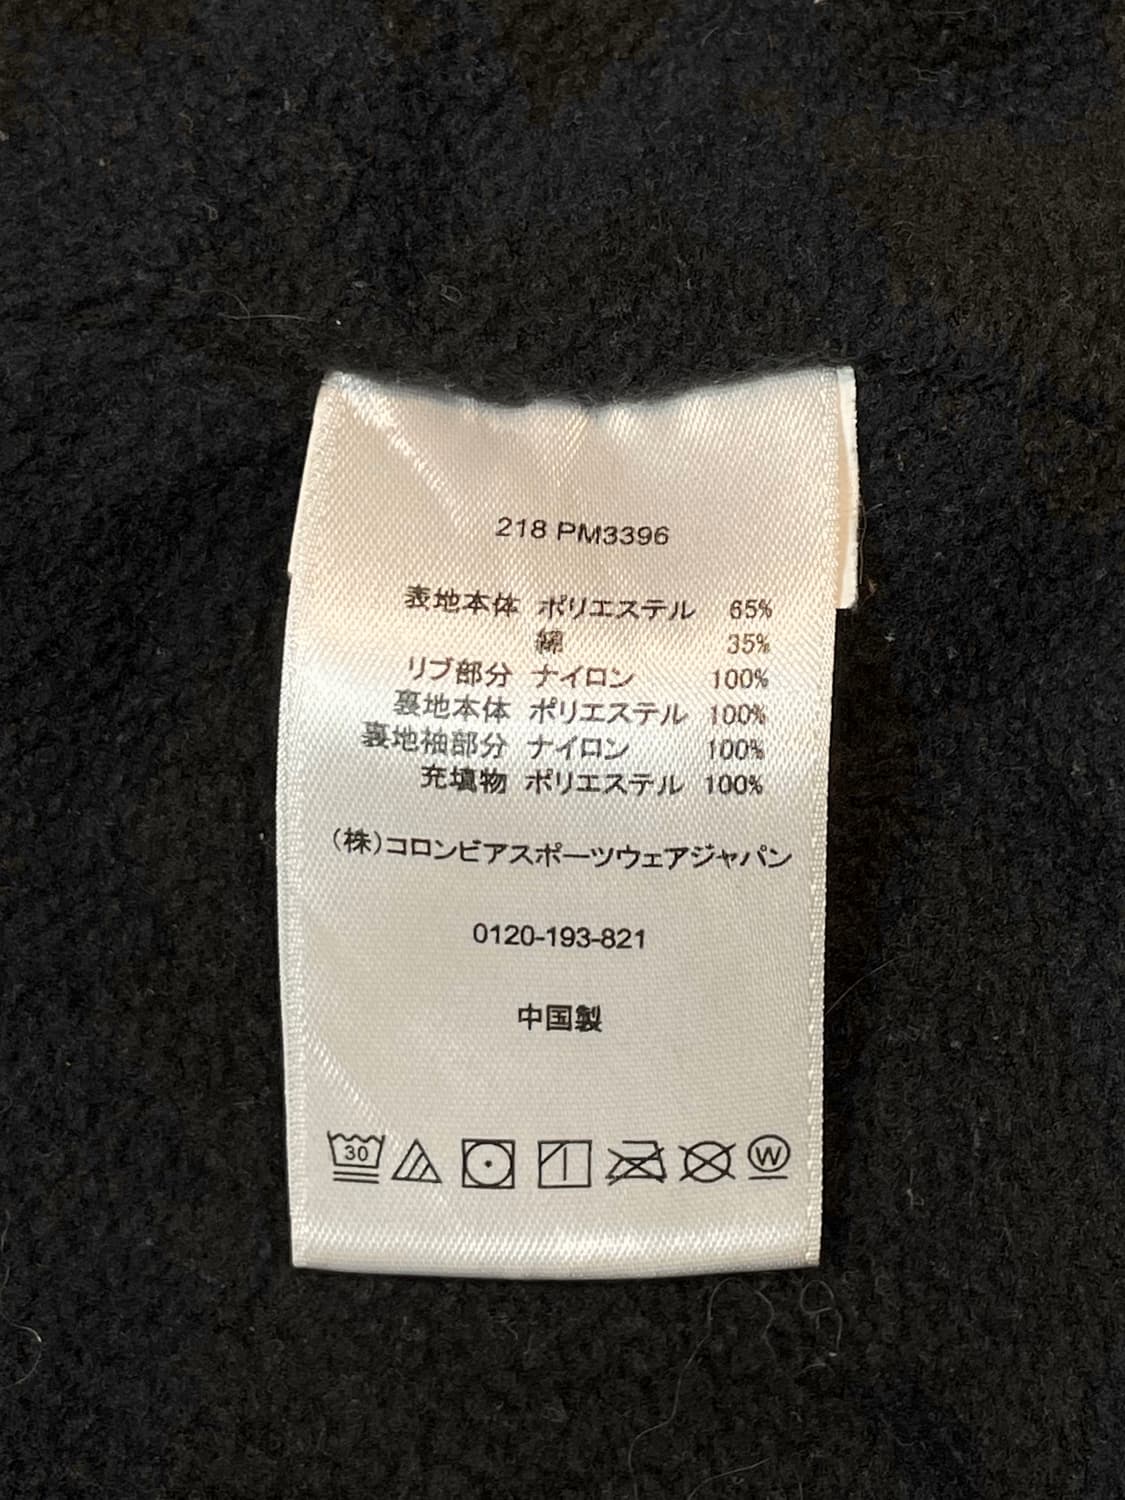 218 PM3396
表地本体 ポリエステル 65%
綿 35%
リブ部分 ナイロン 100%
裏地本体 ポリエステル 100%
裏地袖部分 ナイロン 100%
充填物 ポリエステル 100%
(株)コロンビアスポーツウェアジャパン
0120-193-821
中国製
30 W